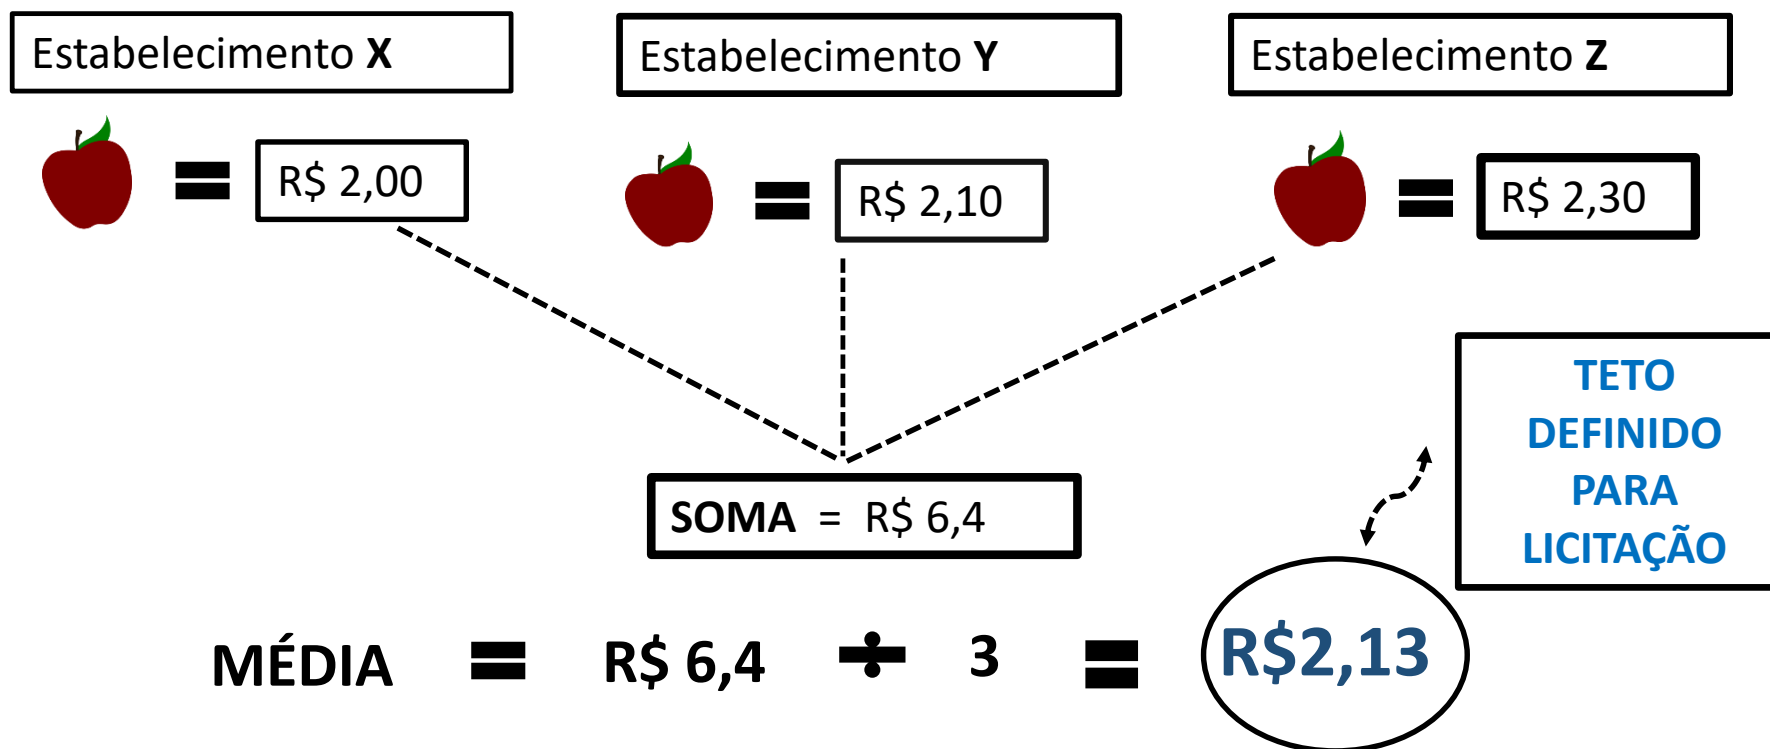 Estabelecimento X
Estabelecimento Y
Estabelecimento Z
= R$ 2,00
= R$ 2,10
= R$ 2,30
TETO
DEFINIDO
PARA
LICITAÇÃO
SOMA = R$ 6,4
MÉDIA = R$ 6,4 ÷ 3 = R$2,13